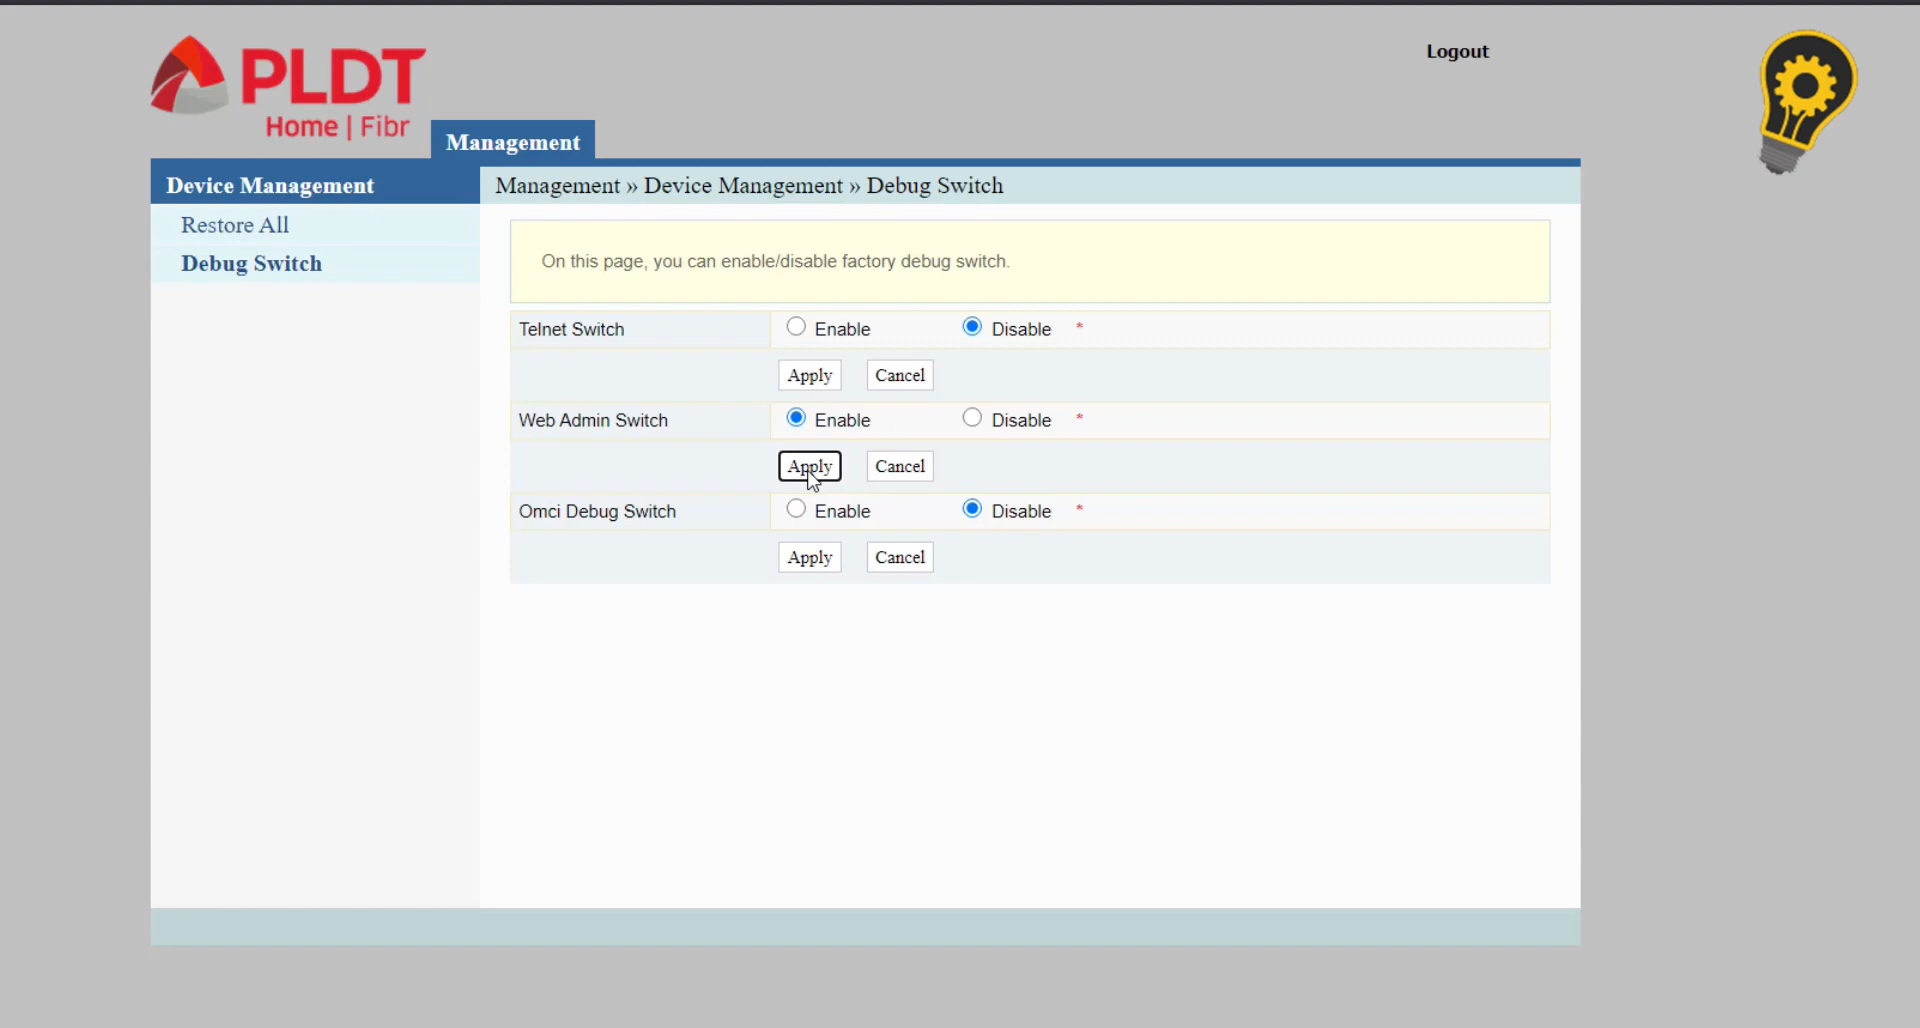 PLDT
Home | Fibr
Logout
Management
Device Management
Management » Device Management » Debug Switch
Restore All
Debug Switch
On this page, you can enable/disable factory debug switch.
Telnet Switch Enable Disable *
Apply Cancel
Web Admin Switch Enable Disable *
Apply Cancel
Omci Debug Switch Enable Disable *
Apply Cancel